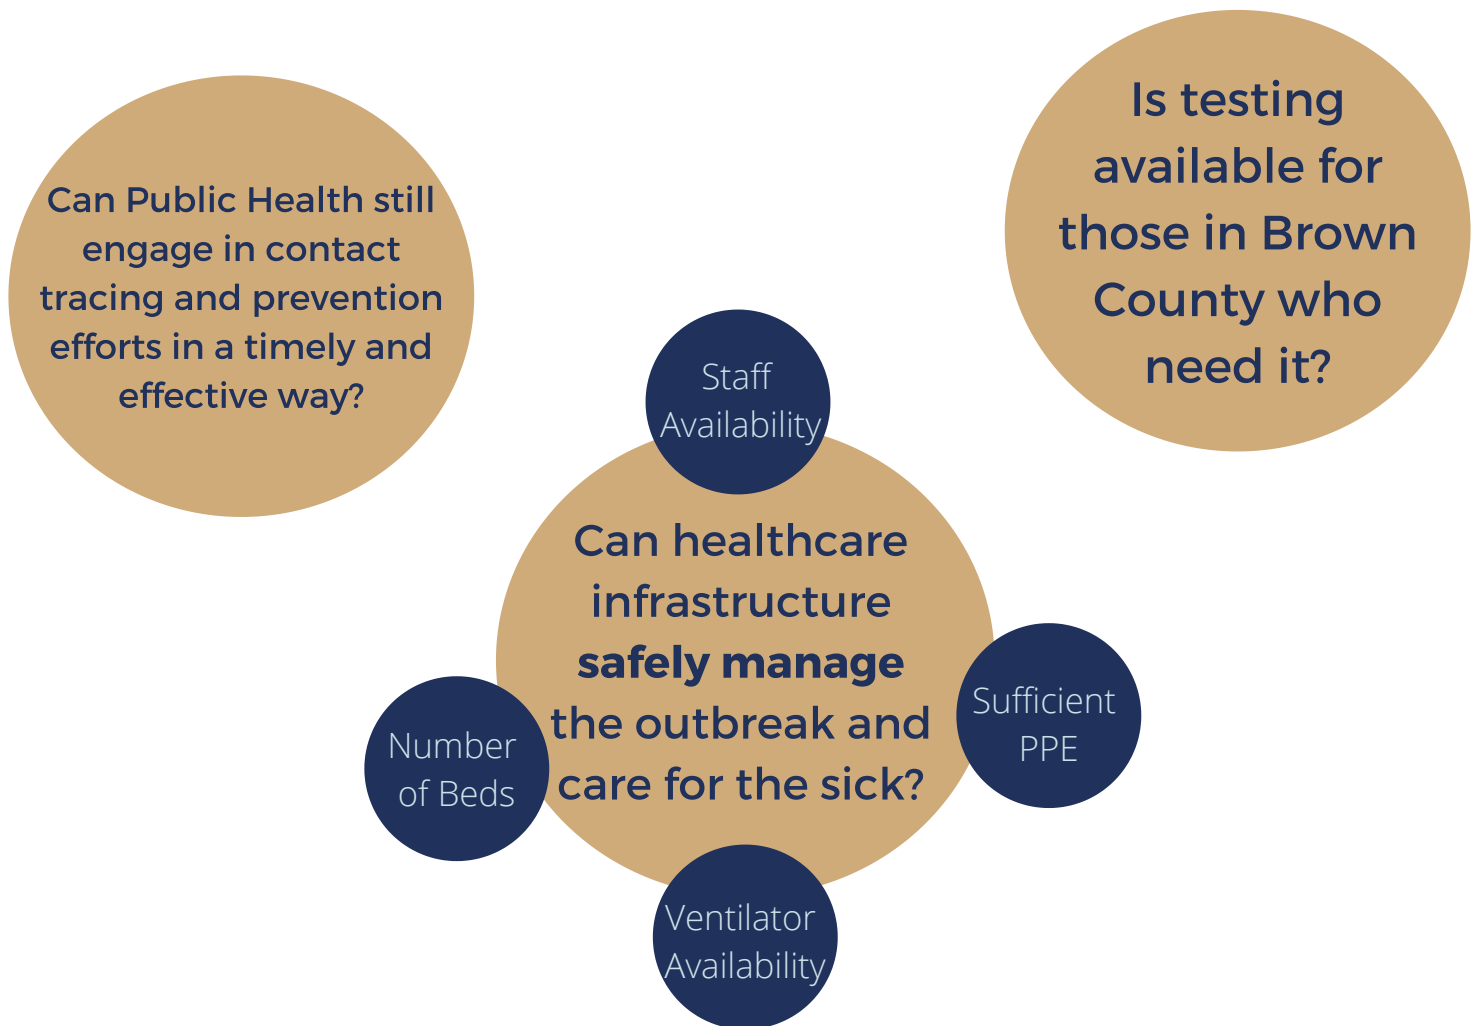 Can Public Health still
engage in contact
tracing and prevention
efforts in a timely and
effective way?
Is testing
available for
those in Brown
County who
need it?
Staff
Availability
Can healthcare
infrastructure
safely manage
the outbreak and
care for the sick?
Number
of Beds
Sufficient
PPE
Ventilator
Availability